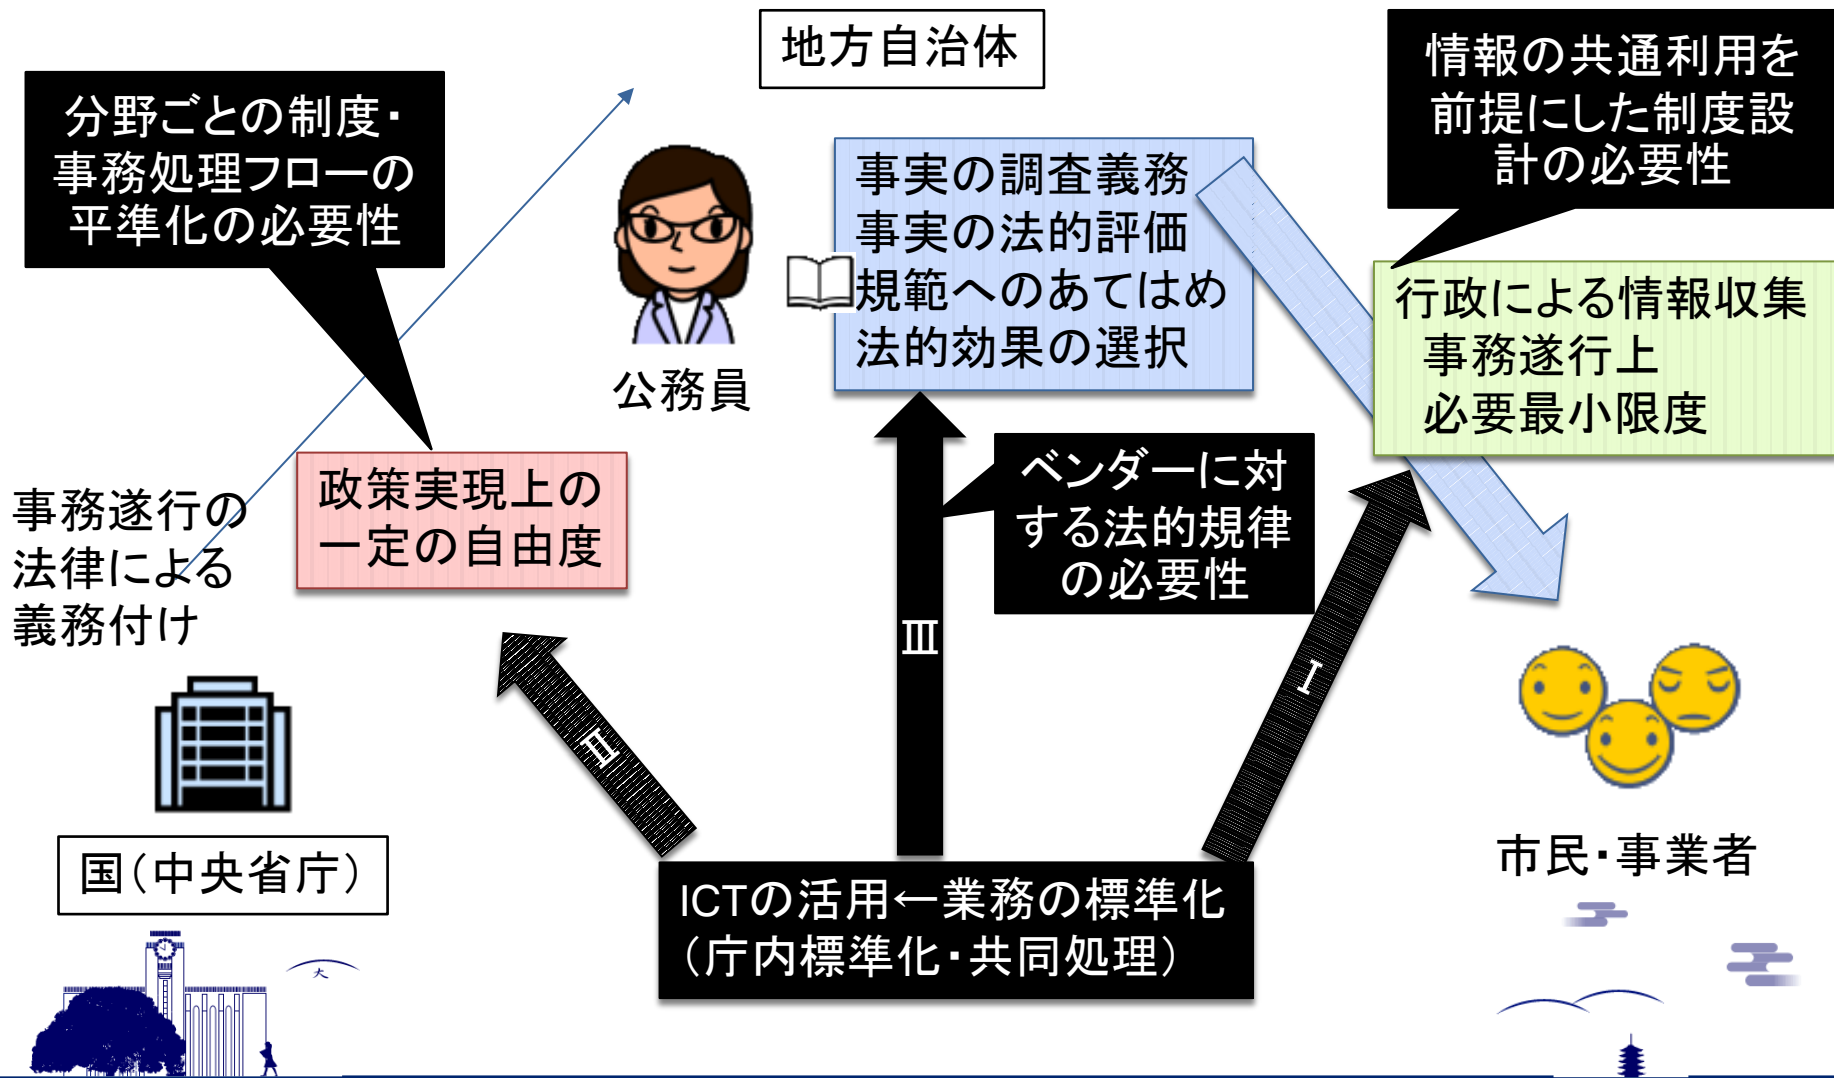 地方自治体
情報の共通利用を
前提にした制度設
計の必要性
分野ごとの制度・
事務処理フローの
平準化の必要性
事実の調査義務
事実の法的評価
規範へのあてはめ
法的効果の選択
公務員
行政による情報収集
事務遂行上
必要最小限度
政策実現上の
一定の自由度
事務遂行の
法律による
義務付け
ベンダーに対
する法的規律
の必要性
Ⅲ
Ⅰ
Ⅱ
国（中央省庁）
市民・事業者
ICTの活用←業務の標準化
（庁内標準化・共同処理）
大